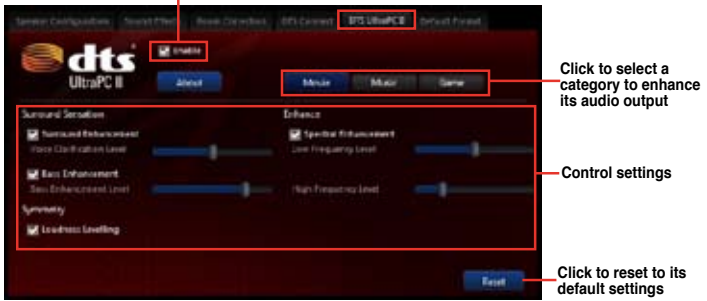 Speaker Configuration Sound Effects Room Correction DTS Connect DTS UltraPC II Default Format
dts
UltraPC II
Enable
About
Movie Music Game
Click to select a
category to enhance
its audio output
Surround Sensation
Enhance
Surround Enhancement
Spectral Enhancement
Voice Clarification Level
Low Frequency Level
Control settings
Bass Enhancement
Bass Enhancement Level
High Frequency Level
Symmetry
Loudness Levelling
Reset
Click to reset to its
default settings